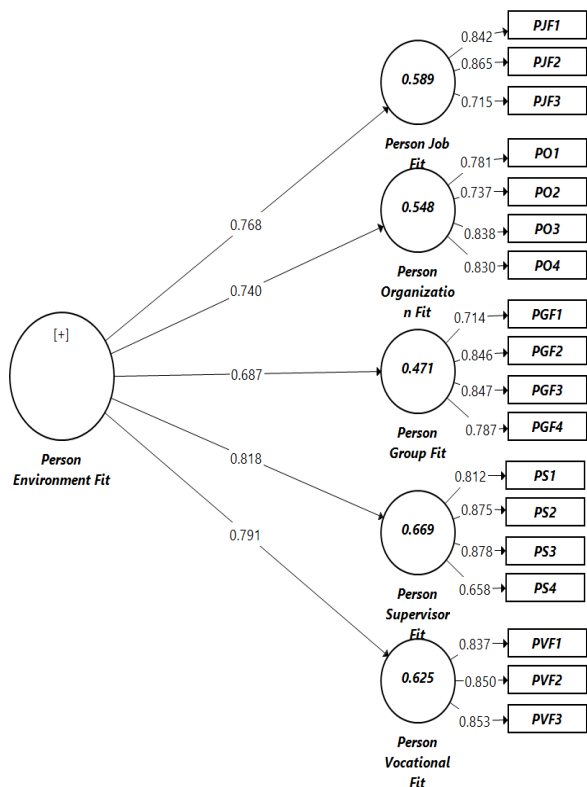 PJF1
0.842
0.865
PJF2
0.589
0.715
PJF3
Person Job
Fit
0.781
PO1
0.737
PO2
0.548
0.838
PO3
0.830
PO4
Person
Organizatio
n Fit
0.768
0.740
0.714
PGF1
0.846
PGF2
0.471
0.847
PGF3
0.787
PGF4
Person
Group Fit
[+]
0.687
Person
Environment Fit
0.818
0.791
0.812
PS1
0.875
PS2
0.669
0.878
PS3
0.658
PS4
Person
Supervisor
Fit
0.837
PVF1
0.625
0.850
PVF2
0.853
PVF3
Person
Vocational
Fit